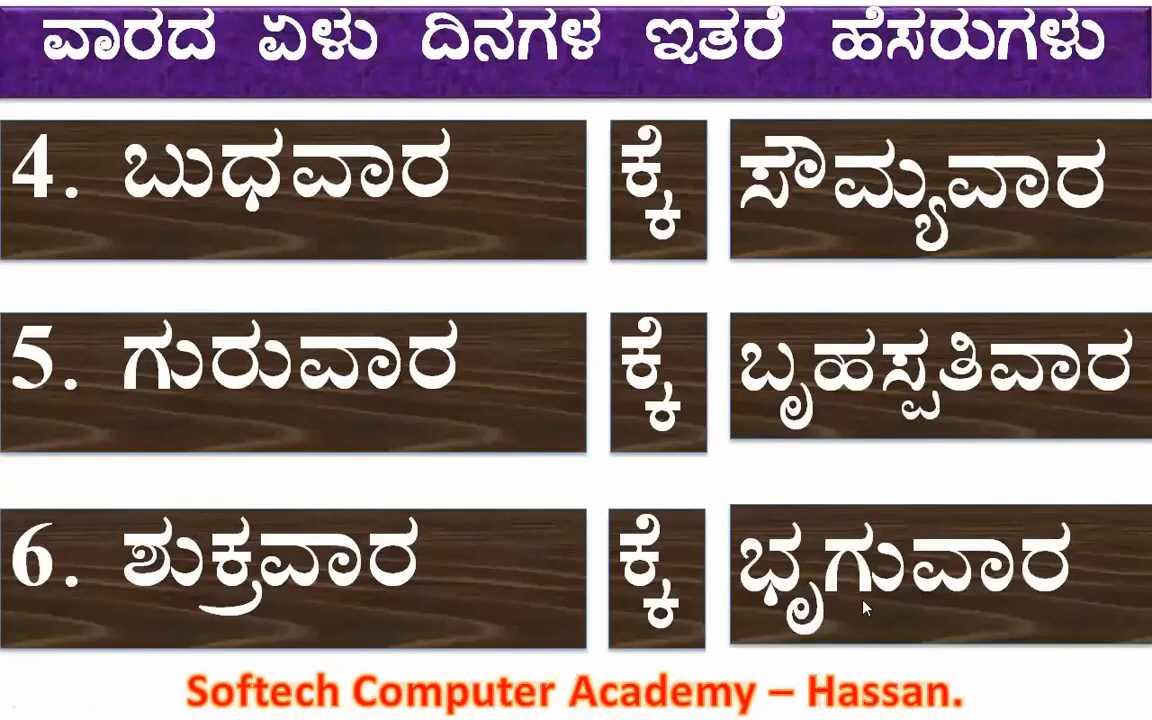 ವಾರದ ಏಳು ದಿನಗಳ ಇತರೆ ಹೆಸರುಗಳು
4. ಬುಧವಾರ ಕ್ಕೆ ಸೌಮ್ಯವಾರ
5. ಗುರುವಾರ ಕ್ಕೆ ಬೃಹಸ್ಪತಿವಾರ
6. ಶುಕ್ರವಾರ ಕ್ಕೆ ಭೃಗುವಾರ
Softech Computer Academy – Hassan.